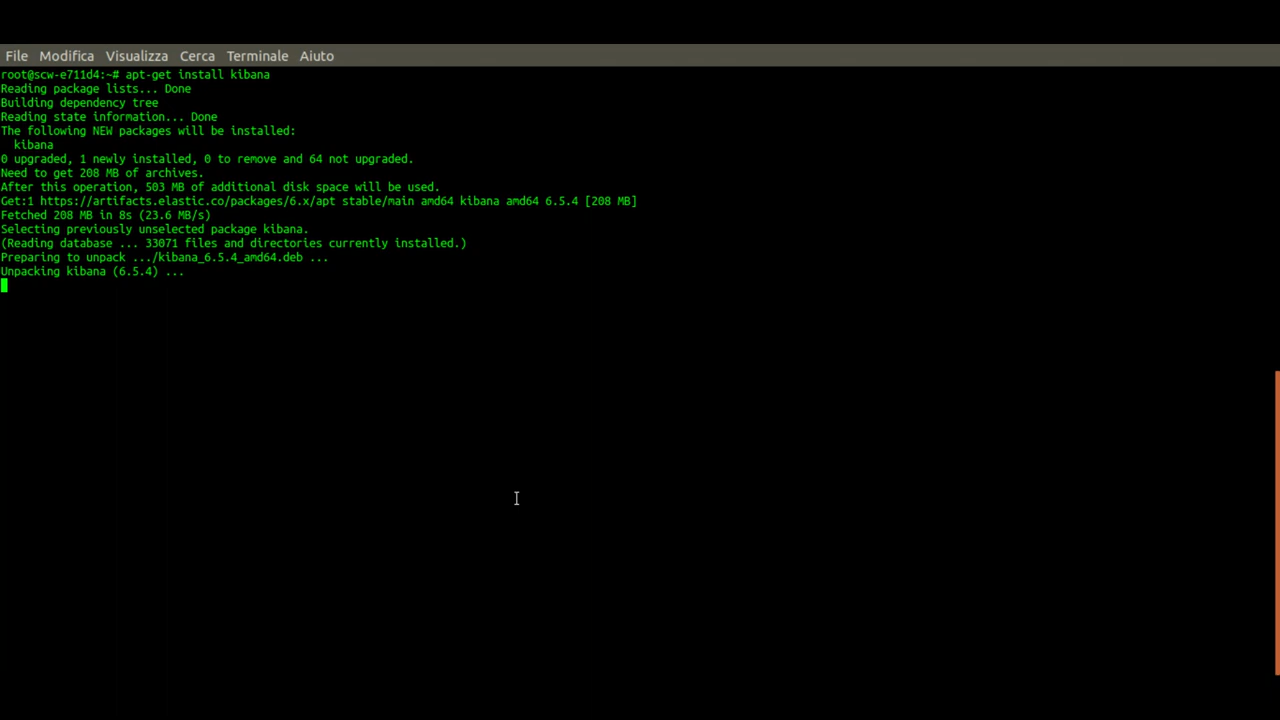 File Modifica Visualizza Cerca Terminale Aiuto
root@scw-e711d4:~# apt-get install kibana
Reading package lists... Done
Building dependency tree
Reading state information... Done
The following NEW packages will be installed:
  kibana
0 upgraded, 1 newly installed, 0 to remove and 64 not upgraded.
Need to get 208 MB of archives.
After this operation, 503 MB of additional disk space will be used.
Get:1 https://artifacts.elastic.co/packages/6.x/apt stable/main amd64 kibana amd64 6.5.4 [208 MB]
Fetched 208 MB in 8s (23.6 MB/s)
Selecting previously unselected package kibana.
(Reading database ... 33071 files and directories currently installed.)
Preparing to unpack .../kibana_6.5.4_amd64.deb ...
Unpacking kibana (6.5.4) ...